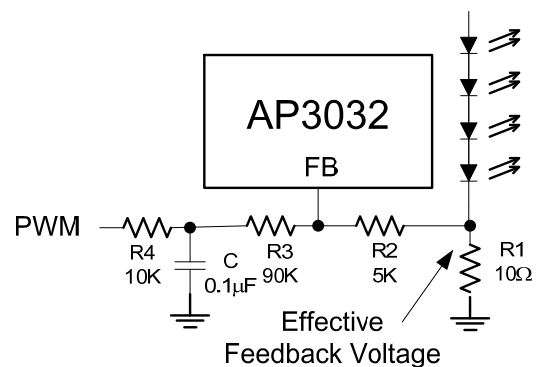 AP3032
FB
PWM
R4
10K
C
0.1μF
R3
90K
R2
5K
R1
10Ω
Effective
Feedback Voltage